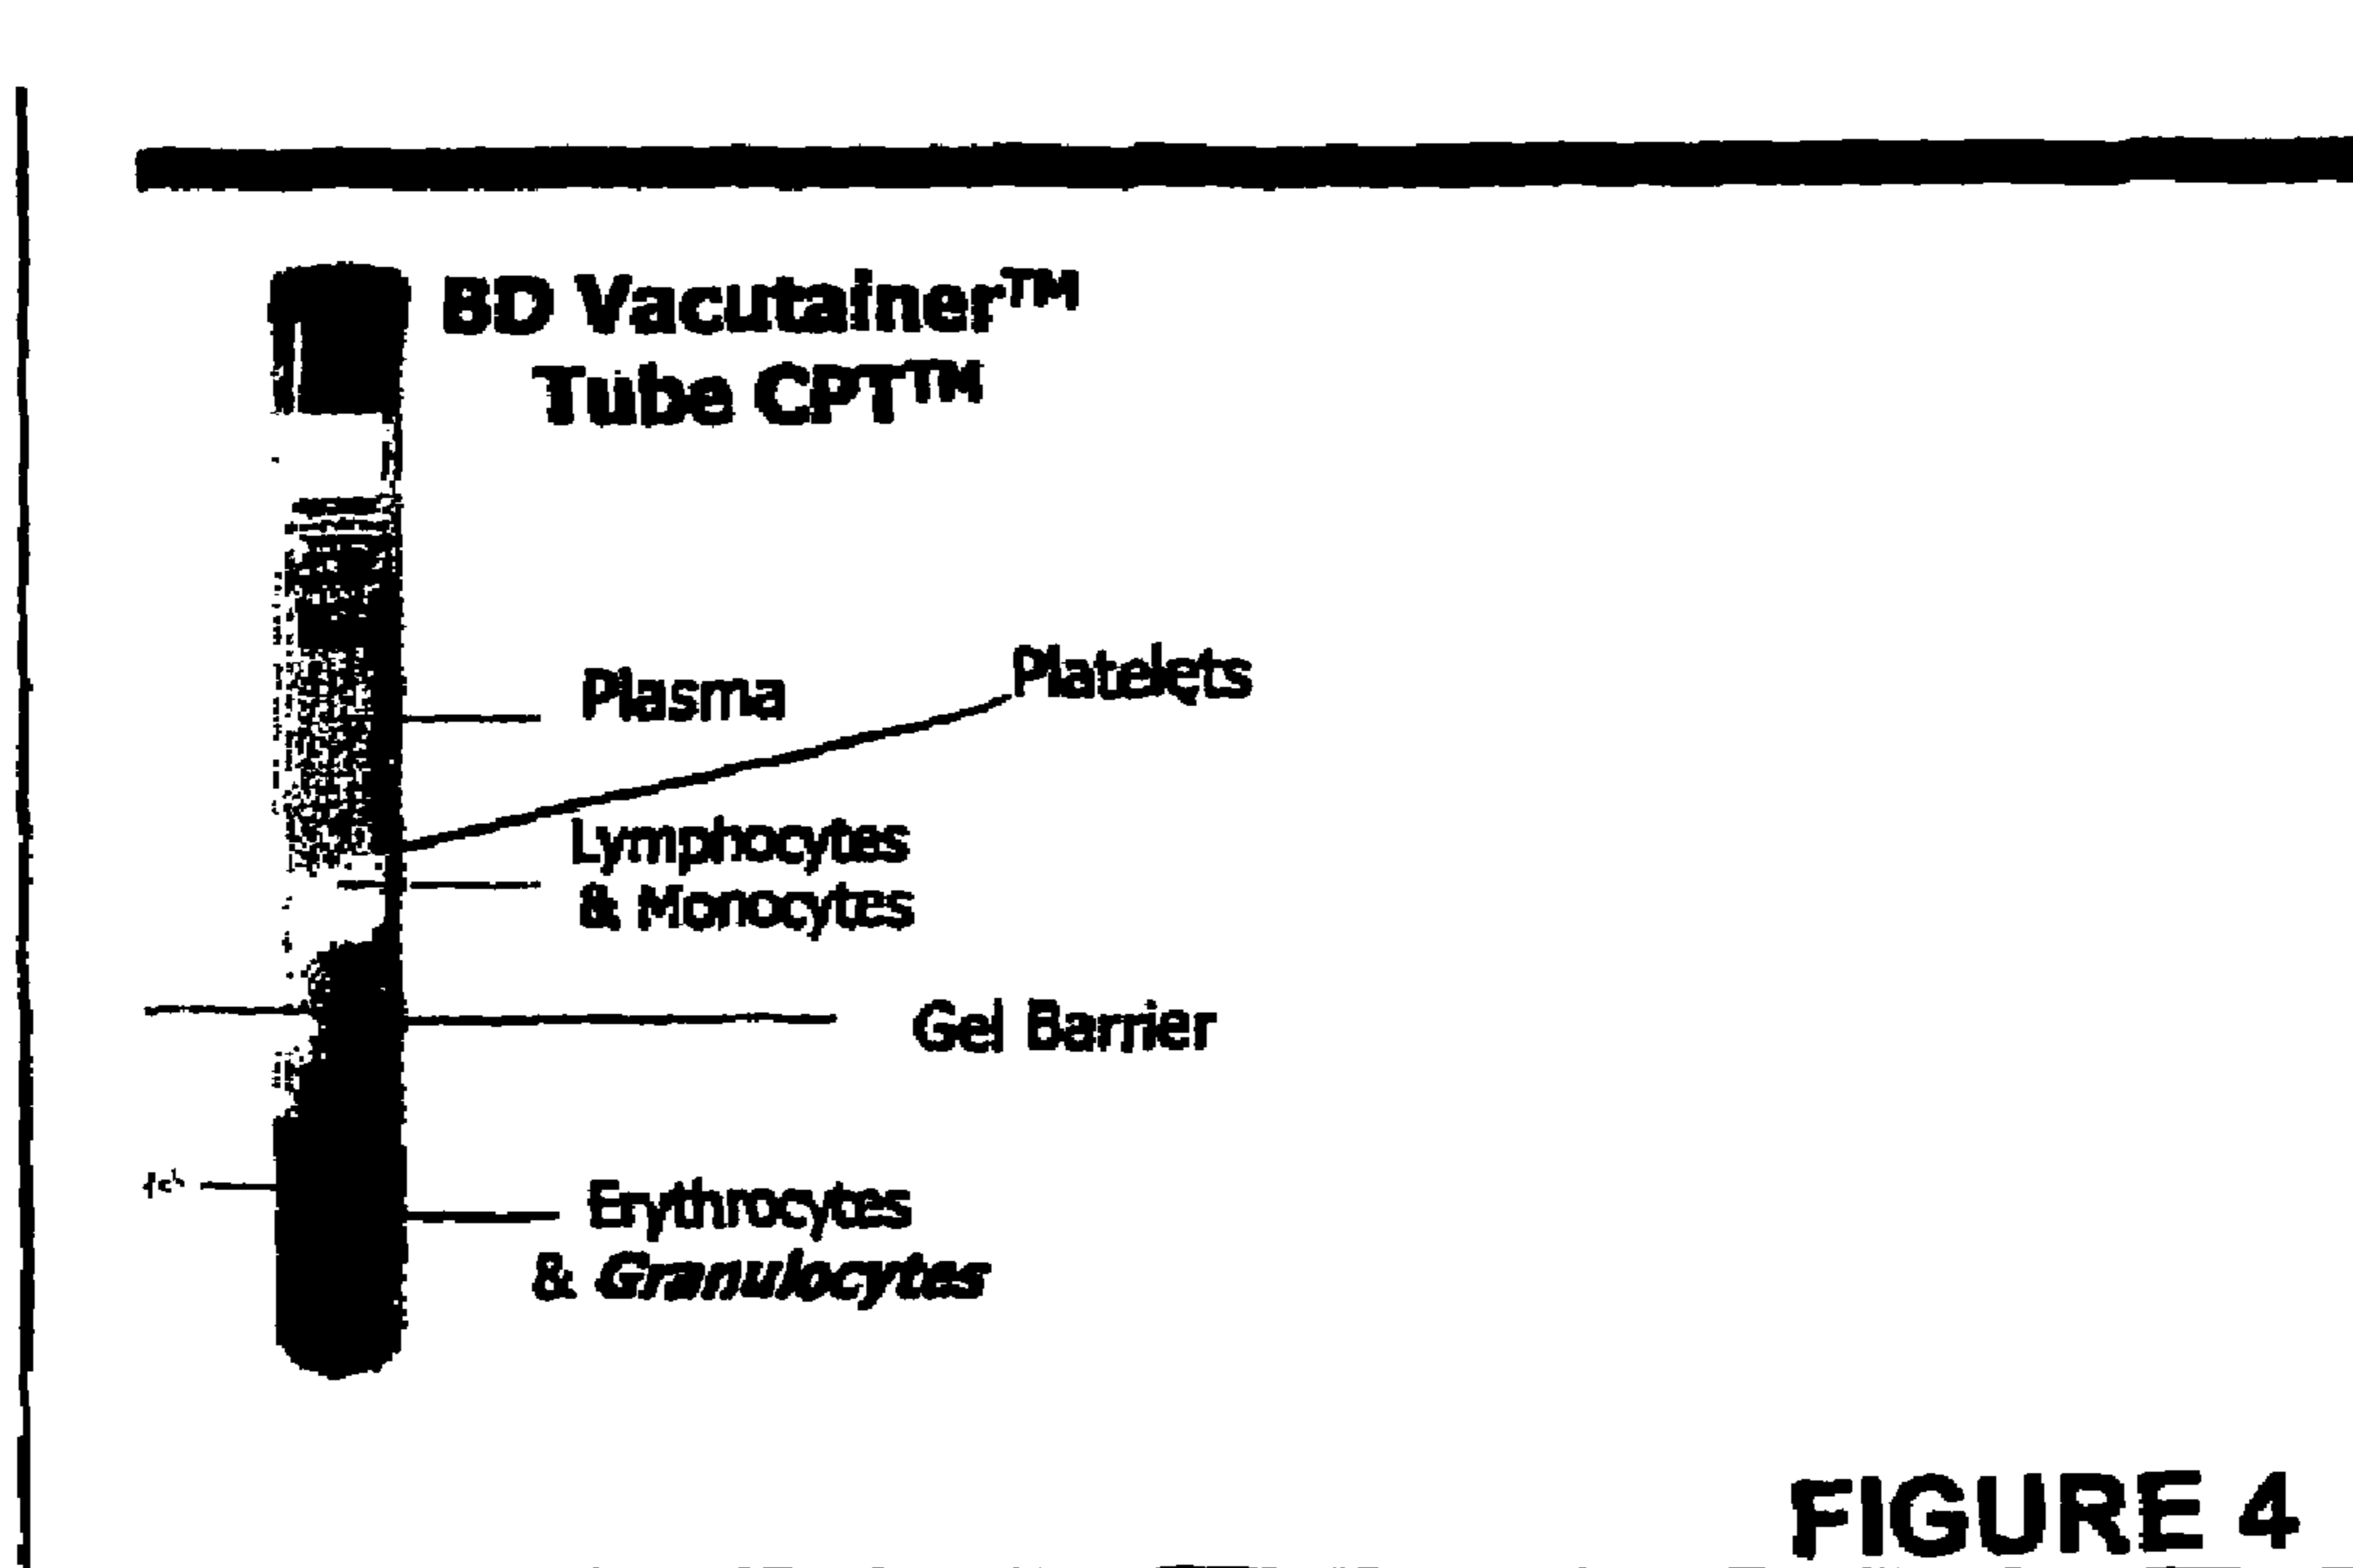 BD Vacutainer™
Tube CPT™
Plasma
Platelets
Lymphocytes
& Monocytes
Gel Barrier
Erythrocytes
& Granulocytes
FIGURE 4